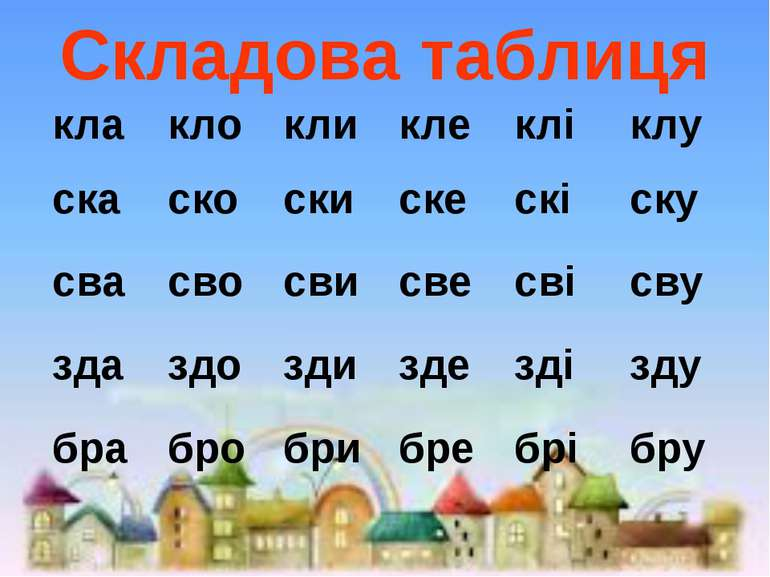 Складова таблиця
кла кло кли кле клі клу
ска ско ски ске скі ску
сва сво сви све сві сву
зда здо зди зде зді зду
бра бро бри бре брі бру